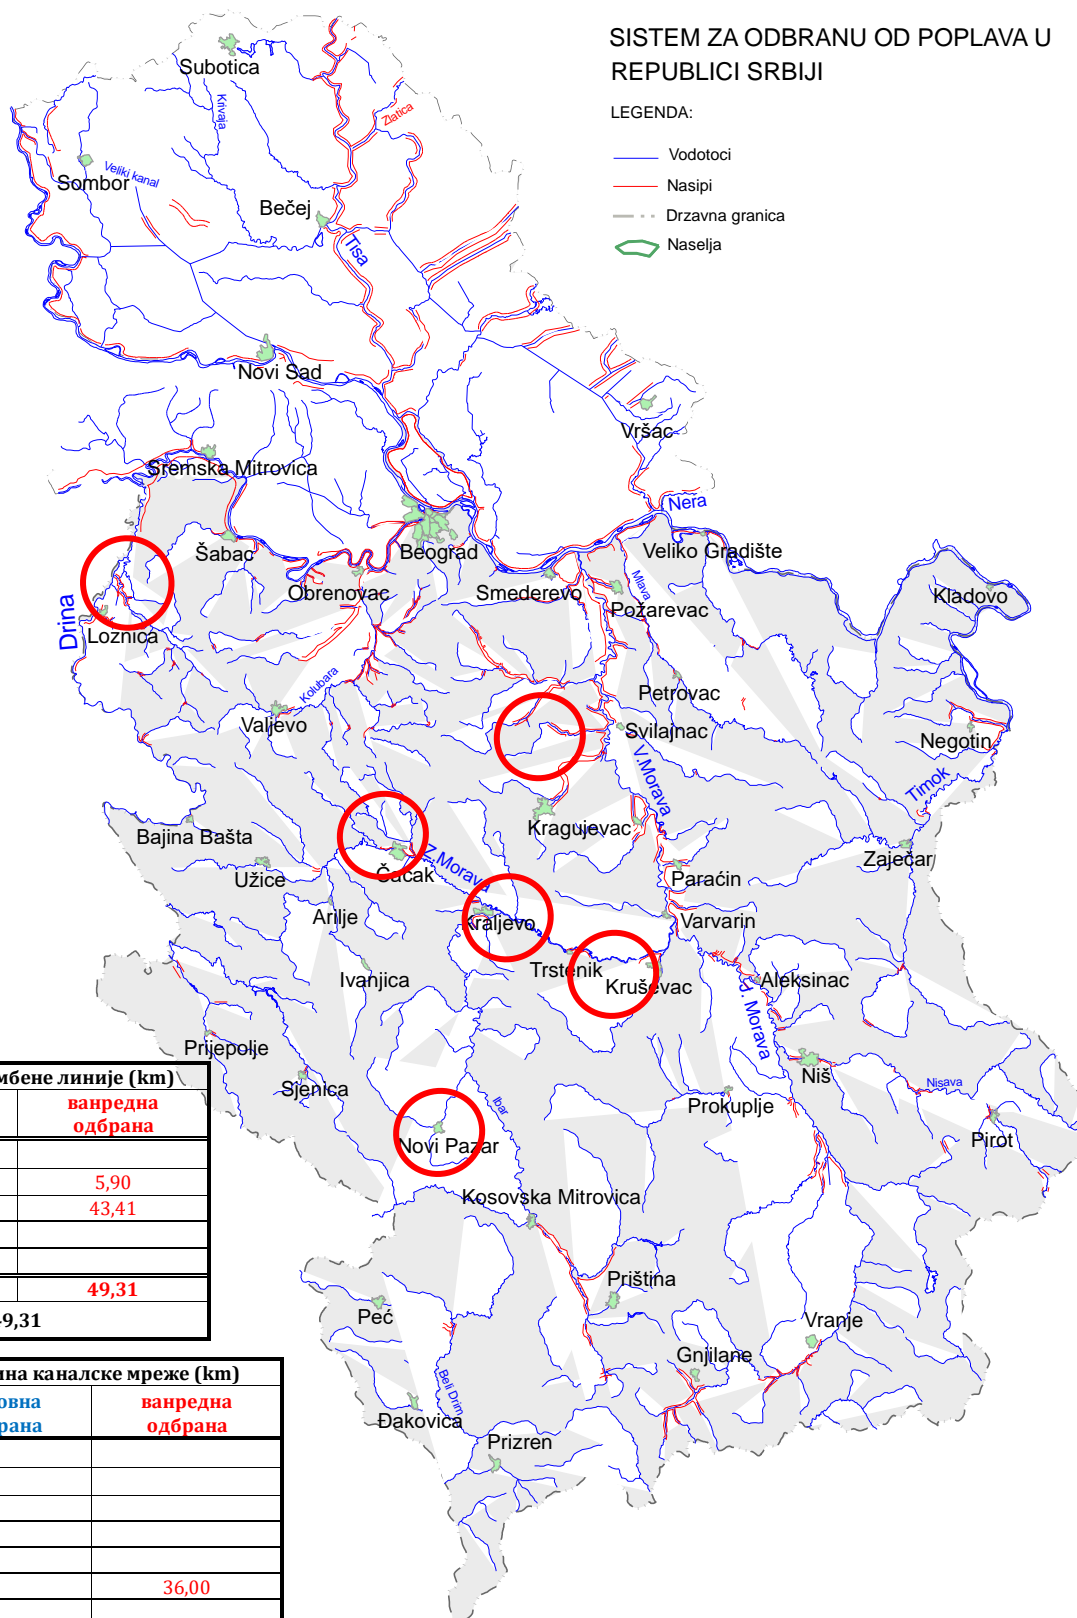 SISTEM ZA ODBRANU OD POPLAVA U
REPUBLICI SRBIJI
LEGENDA:
Vodotoci
Nasipi
Drzavna granica
Naselja
Subotica
Krivaja
Zlatica
Sombor
Veliki kanal
Bečej
Tisa
Novi Sad
Vršac
Sremska Mitrovica
Nera
Šabac
Beograd
Veliko Gradište
Obrenovac
Smederevo
Mlava
Požarevac
Kladovo
Drina
Loznica
Kolubara
Petrovac
Valjevo
Svilajnac
Negotin
V.Morava
Timok
Bajina Bašta
Kragujevac
Zaječar
Užice
Čačak
Z.Morava
Paraćin
Arilje
Kraljevo
Varvarin
Ivanjica
Trstenik
Kruševac
Aleksinac
J. Morava
Prijepolje
Niš
Sjenica
Nisava
Ibar
Prokuplje
Pirot
Novi Pazar
Kosovska Mitrovica
Priština
Peć
Vranje
Gnjilane
Beli Drim
Đakovica
Prizren
мбене линије (km)
ванредна
одбрана
5,90
43,41
49,31
9,31
на каналске мреже (km)
овна
рана
ванредна
одбрана
36,00